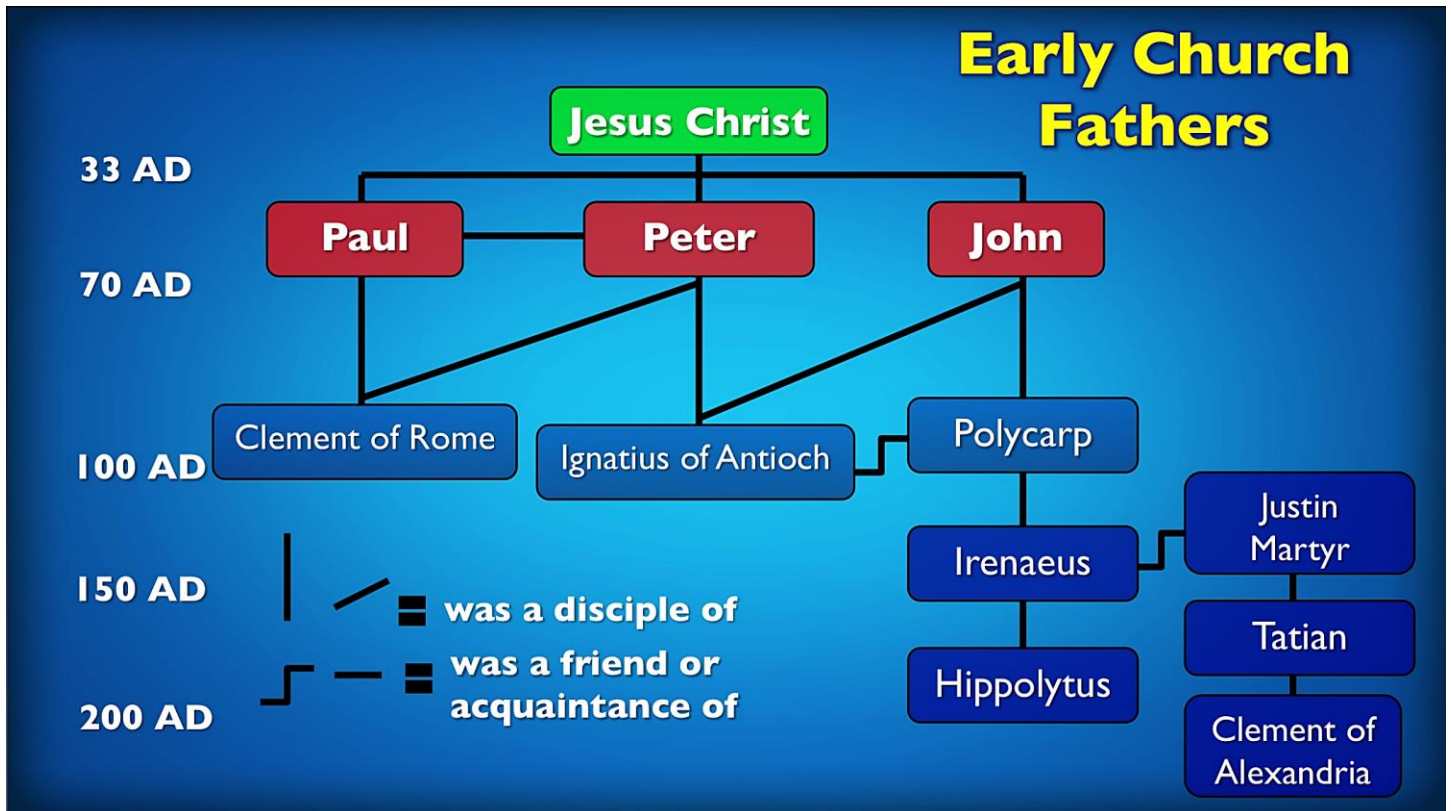 Early Church
Fathers
Jesus Christ
33 AD
Paul
Peter
John
70 AD
Clement of Rome
Ignatius of Antioch
Polycarp
100 AD
Justin
Martyr
Irenaeus
150 AD
was a disciple of
Tatian
was a friend or
acquaintance of
Hippolytus
200 AD
Clement of
Alexandria